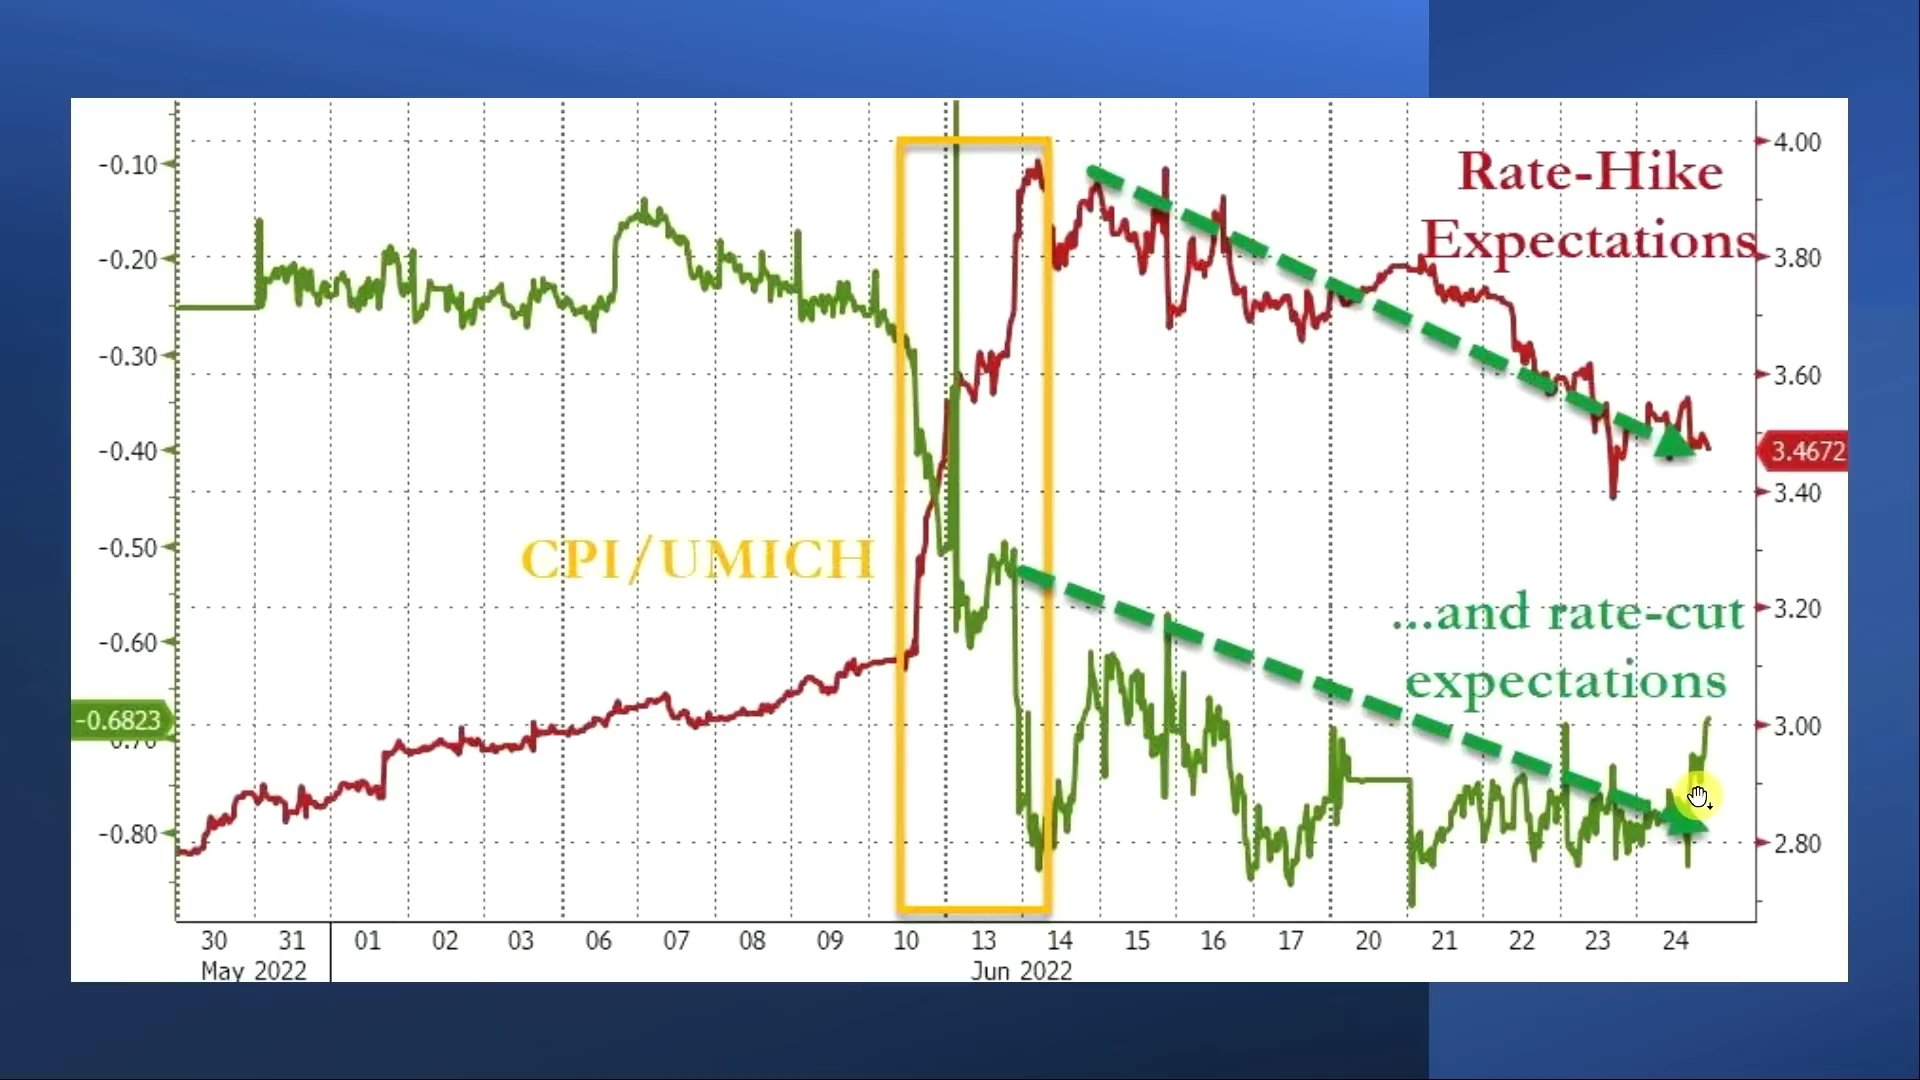 Rate-Hike
Expectations
CPI/UMICH
...and rate-cut
expectations
-0.10
-0.20
-0.30
-0.40
-0.50
-0.60
-0.6823
-0.80
4.00
3.80
3.60
3.4672
3.40
3.20
3.00
2.80
30 31 01 02 03 06 07 08 09 10 13 14 15 16 17 20 21 22 23 24
May 2022 Jun 2022